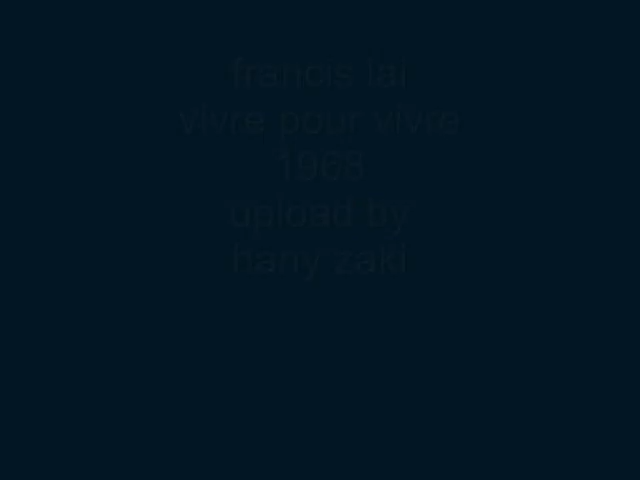 francis lai
vivre pour vivre
1968
upload by
hany zaki